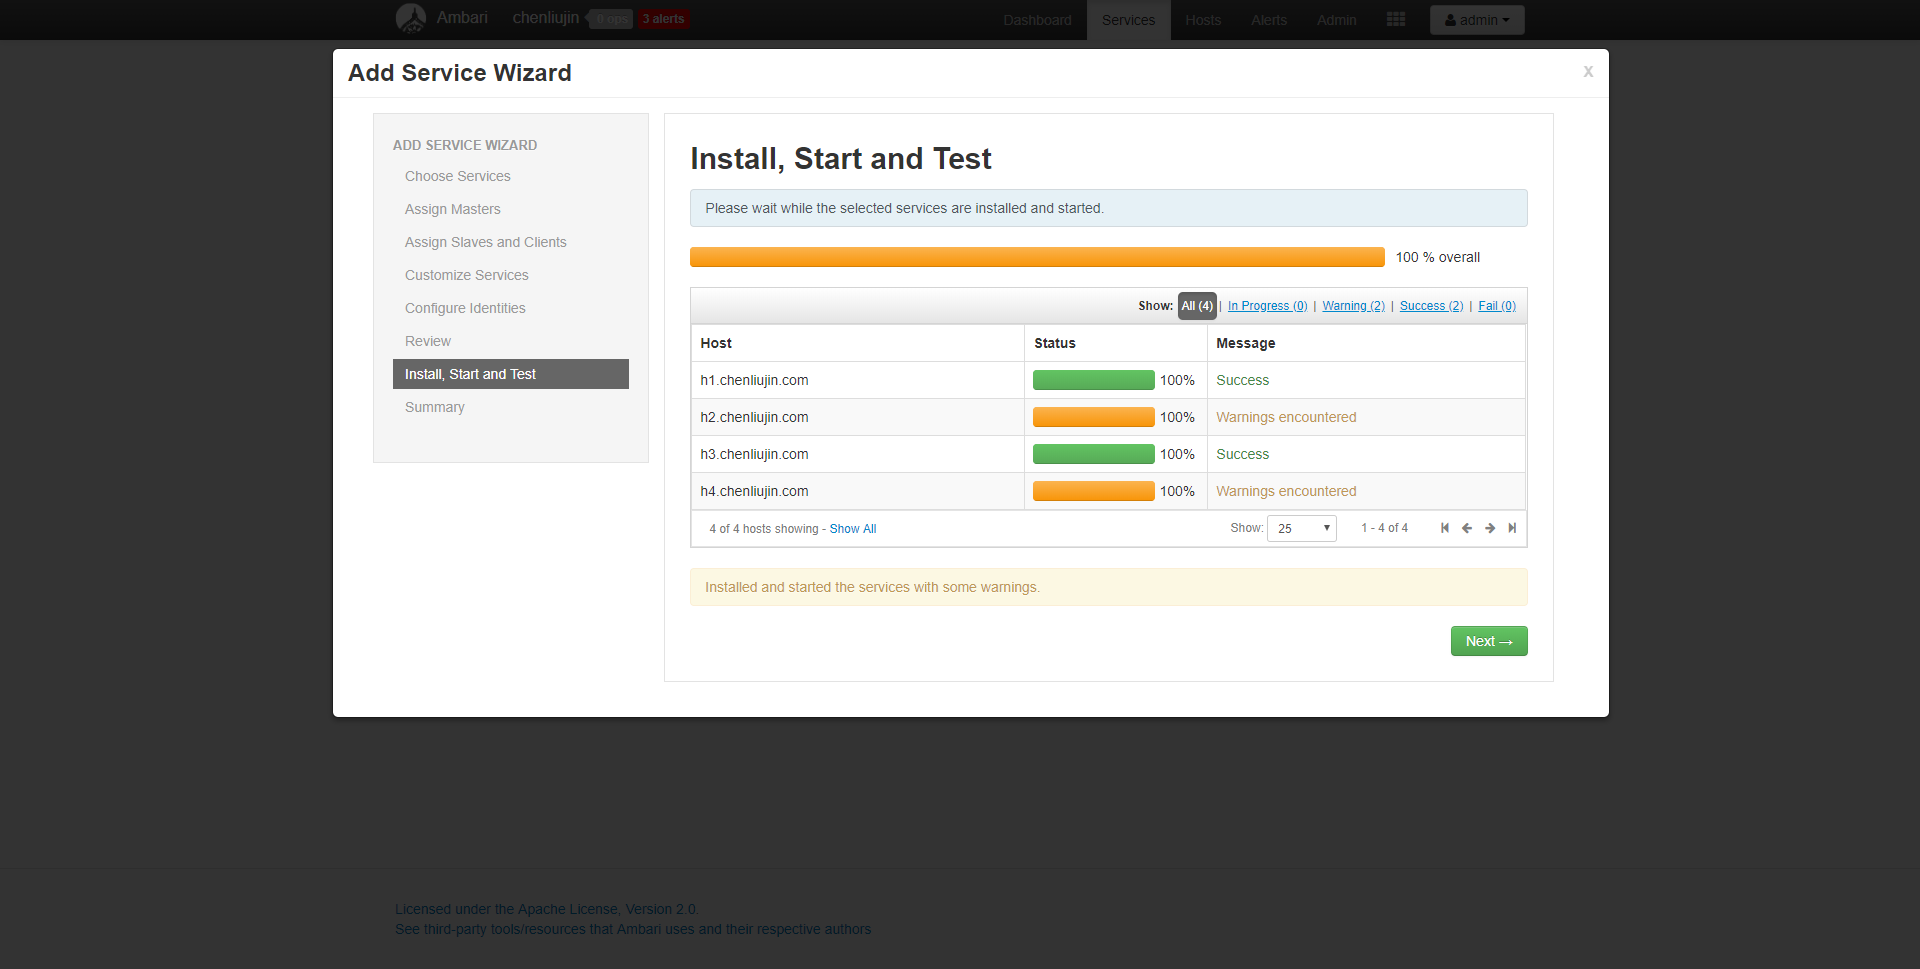 Ambari chenliujin 0 ops 3 alerts Dashboard Services Hosts Alerts Admin admin
Add Service Wizard x
ADD SERVICE WIZARD
Choose Services
Assign Masters
Assign Slaves and Clients
Customize Services
Configure Identities
Review
Install, Start and Test
Summary
Install, Start and Test
Please wait while the selected services are installed and started.
100 % overall
Show: All (4) | In Progress (0) | Warning (2) | Success (2) | Fail (0)
Host Status Message
h1.chenliujin.com 100% Success
h2.chenliujin.com 100% Warnings encountered
h3.chenliujin.com 100% Success
h4.chenliujin.com 100% Warnings encountered
4 of 4 hosts showing - Show All Show: 25 1 - 4 of 4
Installed and started the services with some warnings.
Next →
Licensed under the Apache License, Version 2.0.
See third-party tools/resources that Ambari uses and their respective authors